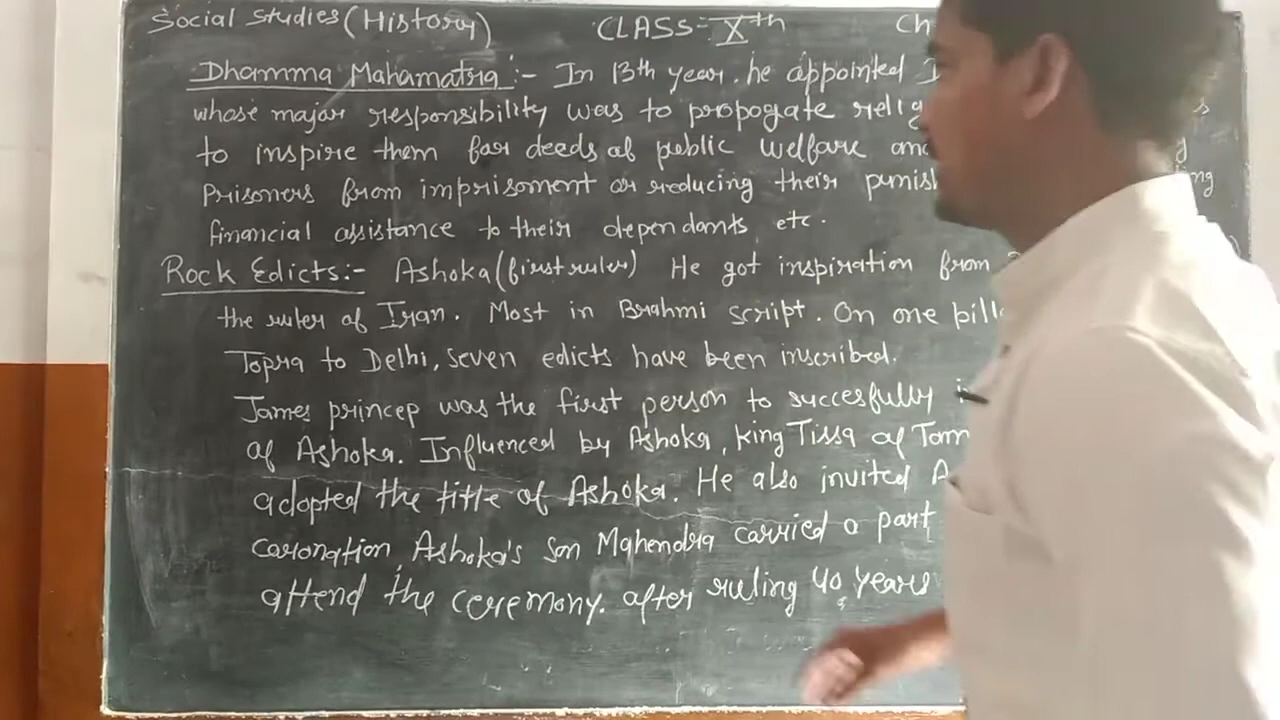 Social Studies (History) CLASS= Xth Ch
Dhamma Mahamatra :- In 13th year. he appointed
whose major responsibility was to propogate relig
to inspire them for deeds of public welfare an
Prisoners from imprisoment or reducing their punish ing
financial assistance to their dependants etc.
Rock Edicts:- Ashoka (first ruler) He got inspiration from
the ruler of Iran. Most in Brahmi script. On one pill
Topra to Delhi, seven edicts have been inscribed.
James princep was the first person to succesfully
of Ashoka. Influenced by Ashoka, king Tissa of Tam
adopted the title of Ashoka. He also invited A
coronation, Ashoka's son Mahendra carried a part
attend the ceremony. after ruling 40 years